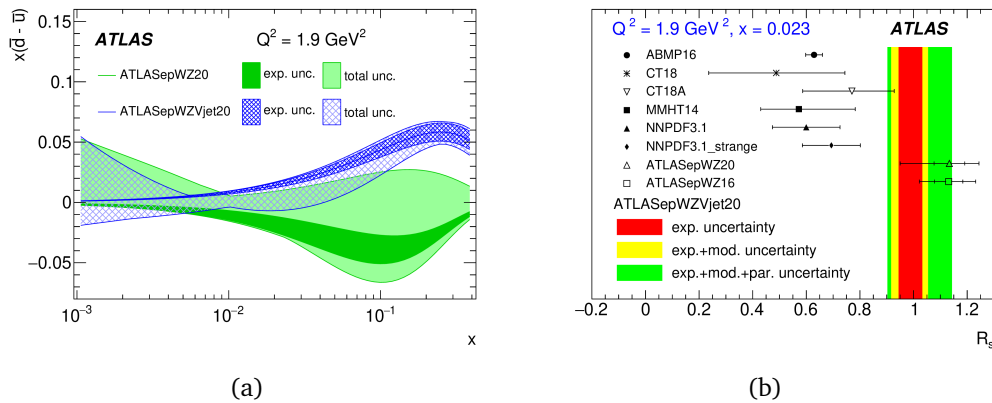 x(d̅ - u̅)
0.15
0.1
0.05
0
−0.05
ATLAS
Q² = 1.9 GeV²
ATLASepWZ20 exp. unc. total unc.
ATLASepWZVjet20 exp. unc. total unc.
10⁻³ 10⁻² 10⁻¹
x
(a)
Q² = 1.9 GeV², x = 0.023
ATLAS
ABMP16
CT18
CT18A
MMHT14
NNPDF3.1
NNPDF3.1_strange
ATLASepWZ20
ATLASepWZ16
ATLASepWZVjet20
exp. uncertainty
exp.+mod. uncertainty
exp.+mod.+par. uncertainty
−0.2 0 0.2 0.4 0.6 0.8 1 1.2
(b)